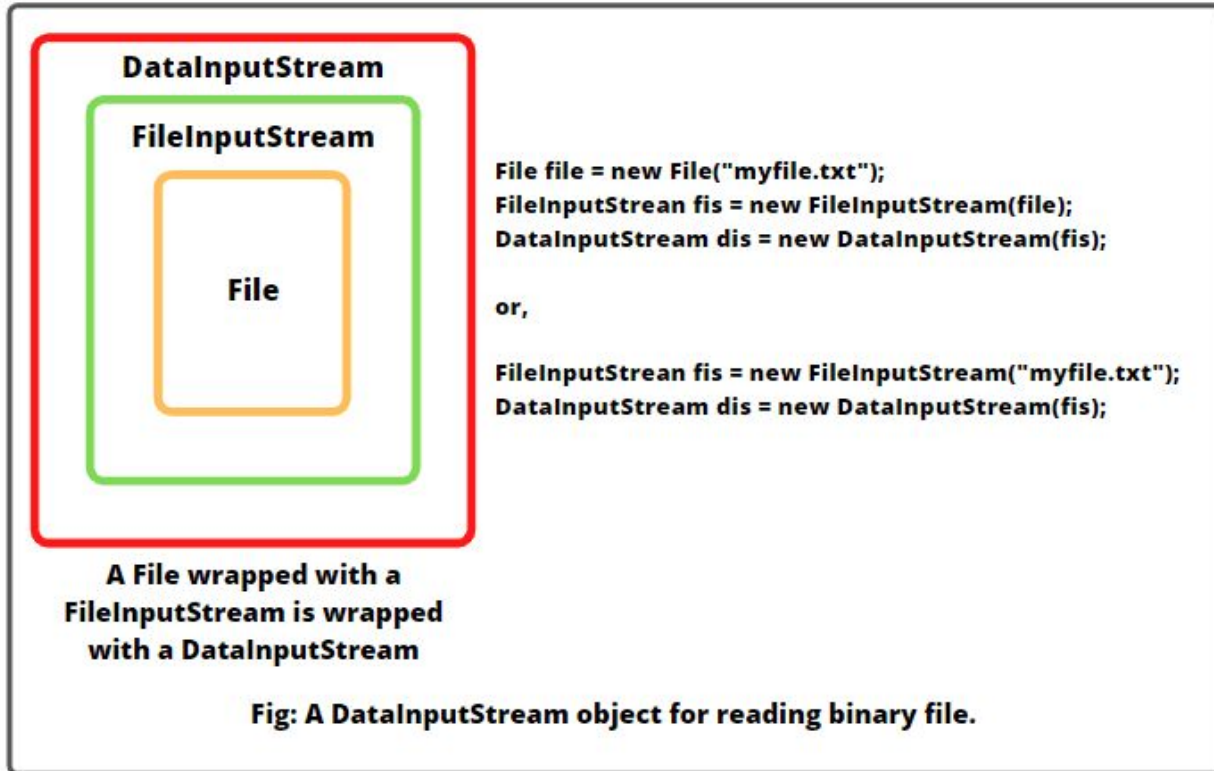 DataInputStream
FileInputStream
File
File file = new File("myfile.txt");
FileInputStrean fis = new FileInputStream(file);
DataInputStream dis = new DataInputStream(fis);
or,
FileInputStrean fis = new FileInputStream("myfile.txt");
DataInputStream dis = new DataInputStream(fis);
A File wrapped with a
FileInputStream is wrapped
with a DataInputStream
Fig: A DataInputStream object for reading binary file.